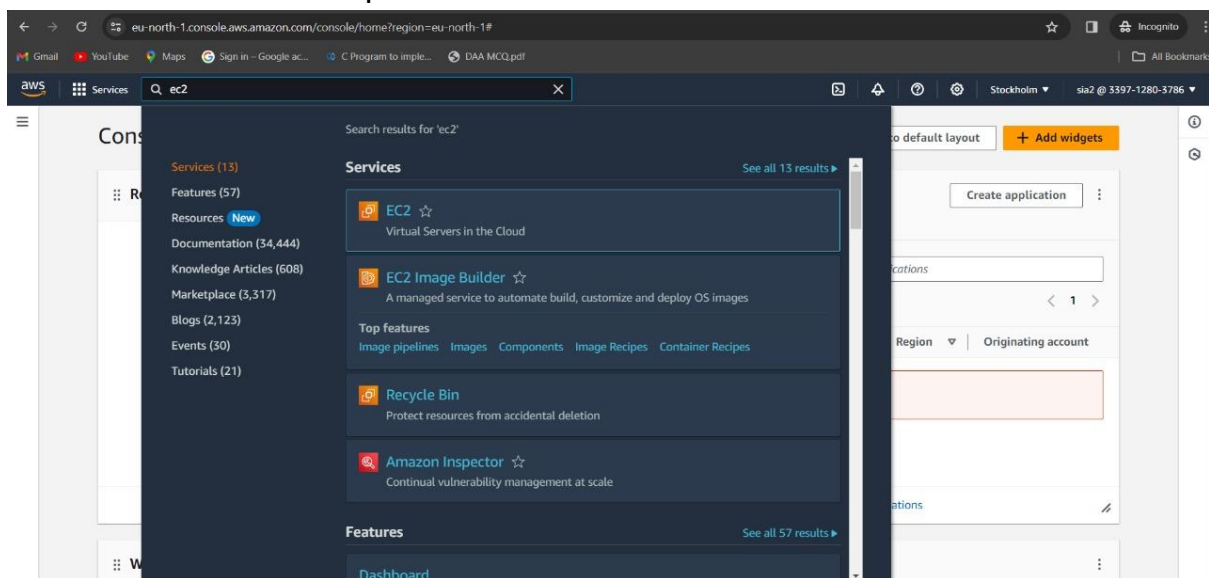 eu-north-1.console.aws.amazon.com/console/home?region=eu-north-1#
Incognito
Gmail YouTube Maps Sign in – Google ac... C Program to imple... DAA MCQ.pdf
All Bookmarks
aws Services ec2 Stockholm ▼ sia2 @ 3397-1280-3786 ▼
Cons
Search results for 'ec2'
to default layout
+ Add widgets
Services (13)
Features (57)
Resources New
Documentation (34,444)
Knowledge Articles (608)
Marketplace (3,317)
Blogs (2,123)
Events (30)
Tutorials (21)
Services
See all 13 results ▶
EC2
Virtual Servers in the Cloud
EC2 Image Builder
A managed service to automate build, customize and deploy OS images
Top features
Image pipelines Images Components Image Recipes Container Recipes
Recycle Bin
Protect resources from accidental deletion
Amazon Inspector
Continual vulnerability management at scale
Features
See all 57 results ▶
Dashboard
Create application
< 1 >
Region Originating account